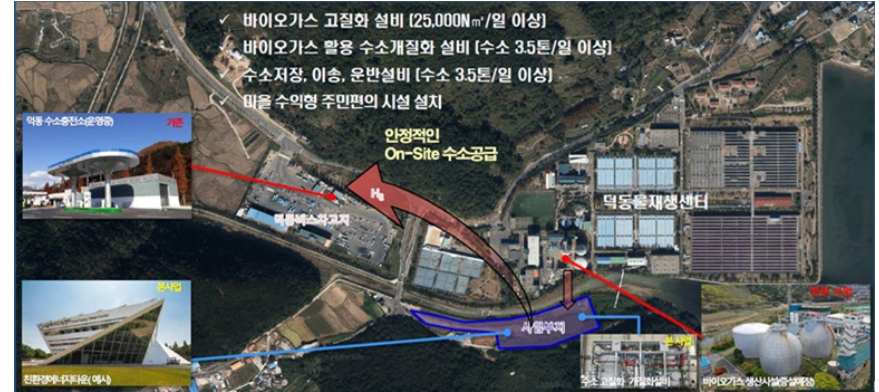 ✓ 바이오가스 고질화 설비 (25,000N㎥/일 이상)
✓ 바이오가스 활용 수소개질화 설비 (수소 3.5톤/일 이상)
✓ 수소저장, 이송, 운반설비 (수소 3.5톤/일 이상)
✓ 마을 수익형 주민편의 시설 설치
덕동 수소충전소(운영중)
기존
안정적인
On-Site 수소공급
H₂
덕동버스차고지
덕동물재생센터
사업부지
본사업
친환경에너지타운(예시)
본사업
수소 고질화 개질화설비
바이오가스 생산시설(증설예정)